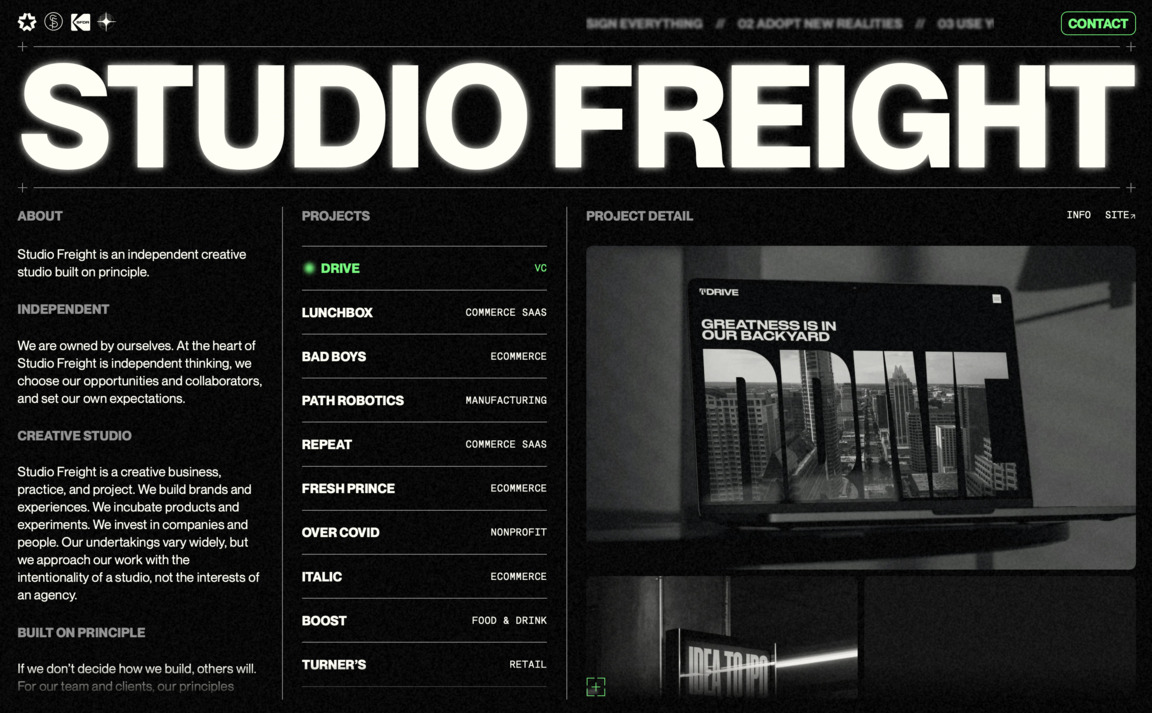 SIGN EVERYTHING // 02 ADOPT NEW REALITIES // 03 USE
CONTACT
STUDIO FREIGHT
ABOUT
Studio Freight is an independent creative
studio built on principle.
INDEPENDENT
We are owned by ourselves. At the heart of
Studio Freight is independent thinking, we
choose our opportunities and collaborators,
and set our own expectations.
CREATIVE STUDIO
Studio Freight is a creative business,
practice, and project. We build brands and
experiences. We incubate products and
experiments. We invest in companies and
people. Our undertakings vary widely, but
we approach our work with the
intentionality of a studio, not the interests of
an agency.
BUILT ON PRINCIPLE
If we don't decide how we build, others will.
For our team and clients, our principles
PROJECTS
DRIVE VC
LUNCHBOX COMMERCE SAAS
BAD BOYS ECOMMERCE
PATH ROBOTICS MANUFACTURING
REPEAT COMMERCE SAAS
FRESH PRINCE ECOMMERCE
OVER COVID NONPROFIT
ITALIC ECOMMERCE
BOOST FOOD & DRINK
TURNER'S RETAIL
PROJECT DETAIL
INFO SITE↗
DRIVE
GREATNESS IS IN
OUR BACKYARD
IDEA TO IPO